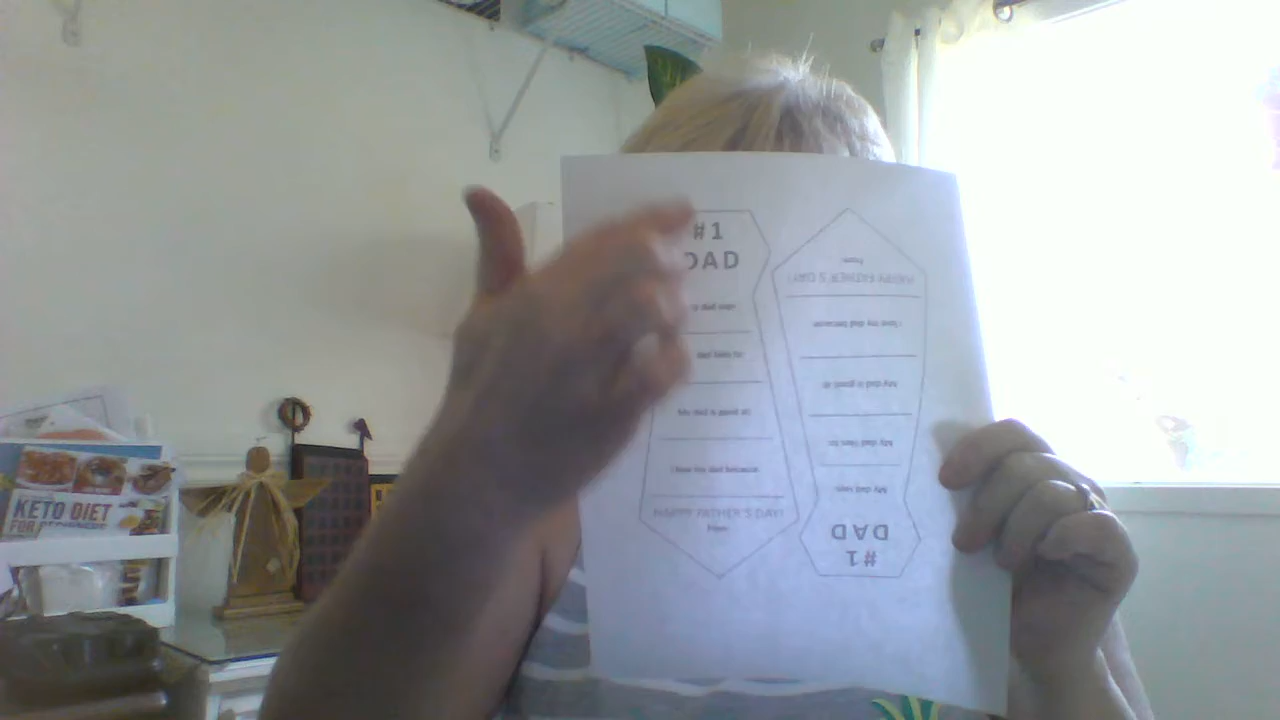 #1
DAD
My dad is good at:
I love my dad because
HAPPY FATHER'S DAY!
From:
From:
HAPPY FATHER'S DAY!
I love my dad because
My dad is good at:
My dad likes to:
My dad
DAD
#1
KETO DIET
FOR